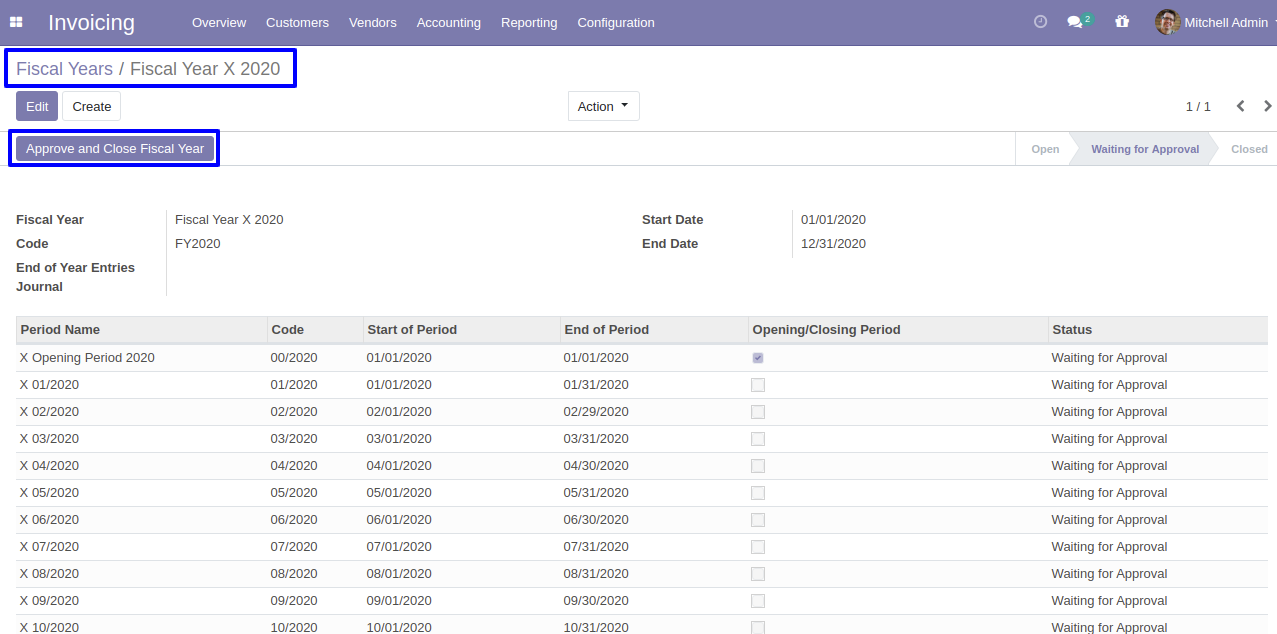 Invoicing Overview Customers Vendors Accounting Reporting Configuration 2 Mitchell Admin
Fiscal Years / Fiscal Year X 2020
Edit Create Action 1 / 1
Approve and Close Fiscal Year Open Waiting for Approval Closed
Fiscal Year Fiscal Year X 2020 Start Date 01/01/2020
Code FY2020 End Date 12/31/2020
End of Year Entries
Journal
Period Name Code Start of Period End of Period Opening/Closing Period Status
X Opening Period 2020 00/2020 01/01/2020 01/01/2020 Waiting for Approval
X 01/2020 01/2020 01/01/2020 01/31/2020 Waiting for Approval
X 02/2020 02/2020 02/01/2020 02/29/2020 Waiting for Approval
X 03/2020 03/2020 03/01/2020 03/31/2020 Waiting for Approval
X 04/2020 04/2020 04/01/2020 04/30/2020 Waiting for Approval
X 05/2020 05/2020 05/01/2020 05/31/2020 Waiting for Approval
X 06/2020 06/2020 06/01/2020 06/30/2020 Waiting for Approval
X 07/2020 07/2020 07/01/2020 07/31/2020 Waiting for Approval
X 08/2020 08/2020 08/01/2020 08/31/2020 Waiting for Approval
X 09/2020 09/2020 09/01/2020 09/30/2020 Waiting for Approval
X 10/2020 10/2020 10/01/2020 10/31/2020 Waiting for Approval